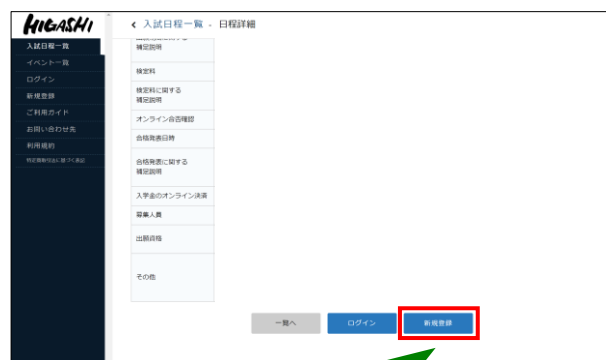 HIGASHI
入試日程一覧
イベント一覧
ログイン
新規登録
ご利用ガイド
お問い合わせ先
利用規約
特定商取引法に基づく表記
入試日程一覧 - 日程詳細
補足説明
検定料
検定料に関する
補足説明
オンライン合否確認
合格発表日時
合格発表に関する
補足説明
入学金のオンライン決済
募集人員
出願資格
その他
一覧へ
ログイン
新規登録